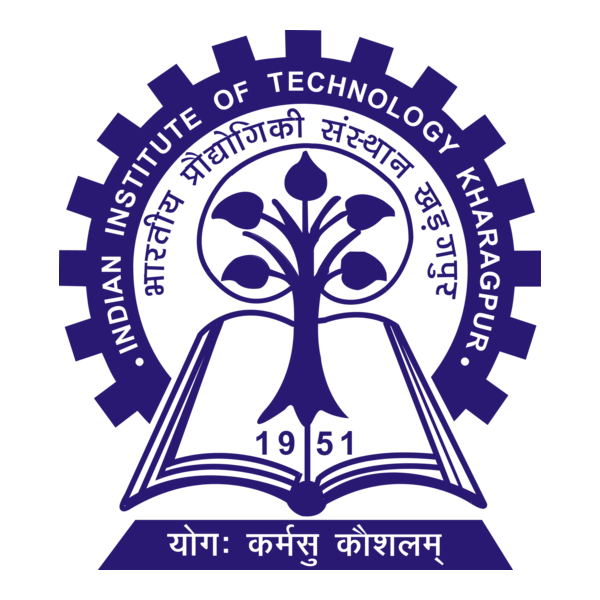 INDIAN INSTITUTE OF TECHNOLOGY KHARAGPUR
भारतीय प्रौद्योगिकी संस्थान खड़गपुर
1951
योगः कर्मसु कौशलम्